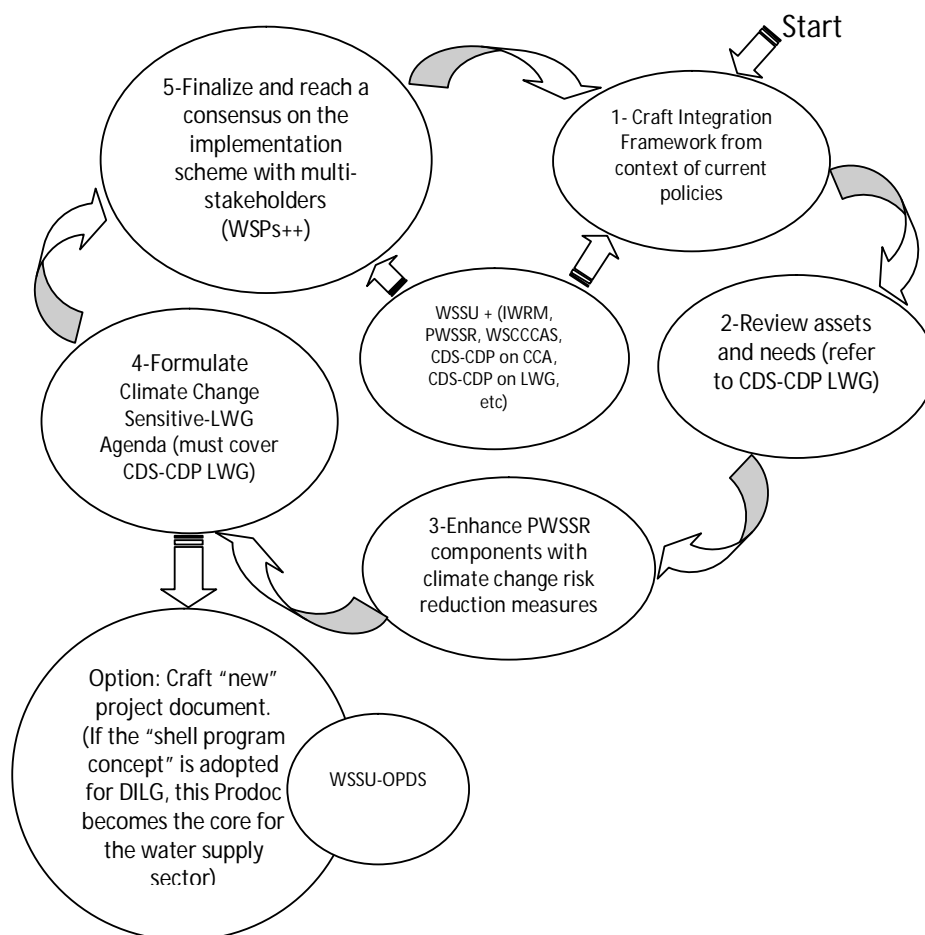 Start
1- Craft Integration
Framework from
context of current
policies
2-Review assets
and needs (refer
to CDS-CDP LWG)
3-Enhance PWSSR
components with
climate change risk
reduction measures
4-Formulate
Climate Change
Sensitive-LWG
Agenda (must cover
CDS-CDP LWG)
5-Finalize and reach a
consensus on the
implementation
scheme with multi-
stakeholders
(WSPs++)
WSSU + (IWRM,
PWSSR, WSCCCAS,
CDS-CDP on CCA,
CDS-CDP on LWG,
etc)
Option: Craft “new”
project document.
(If the “shell program
concept” is adopted
for DILG, this Prodoc
becomes the core for
the water supply
sector)
WSSU-OPDS